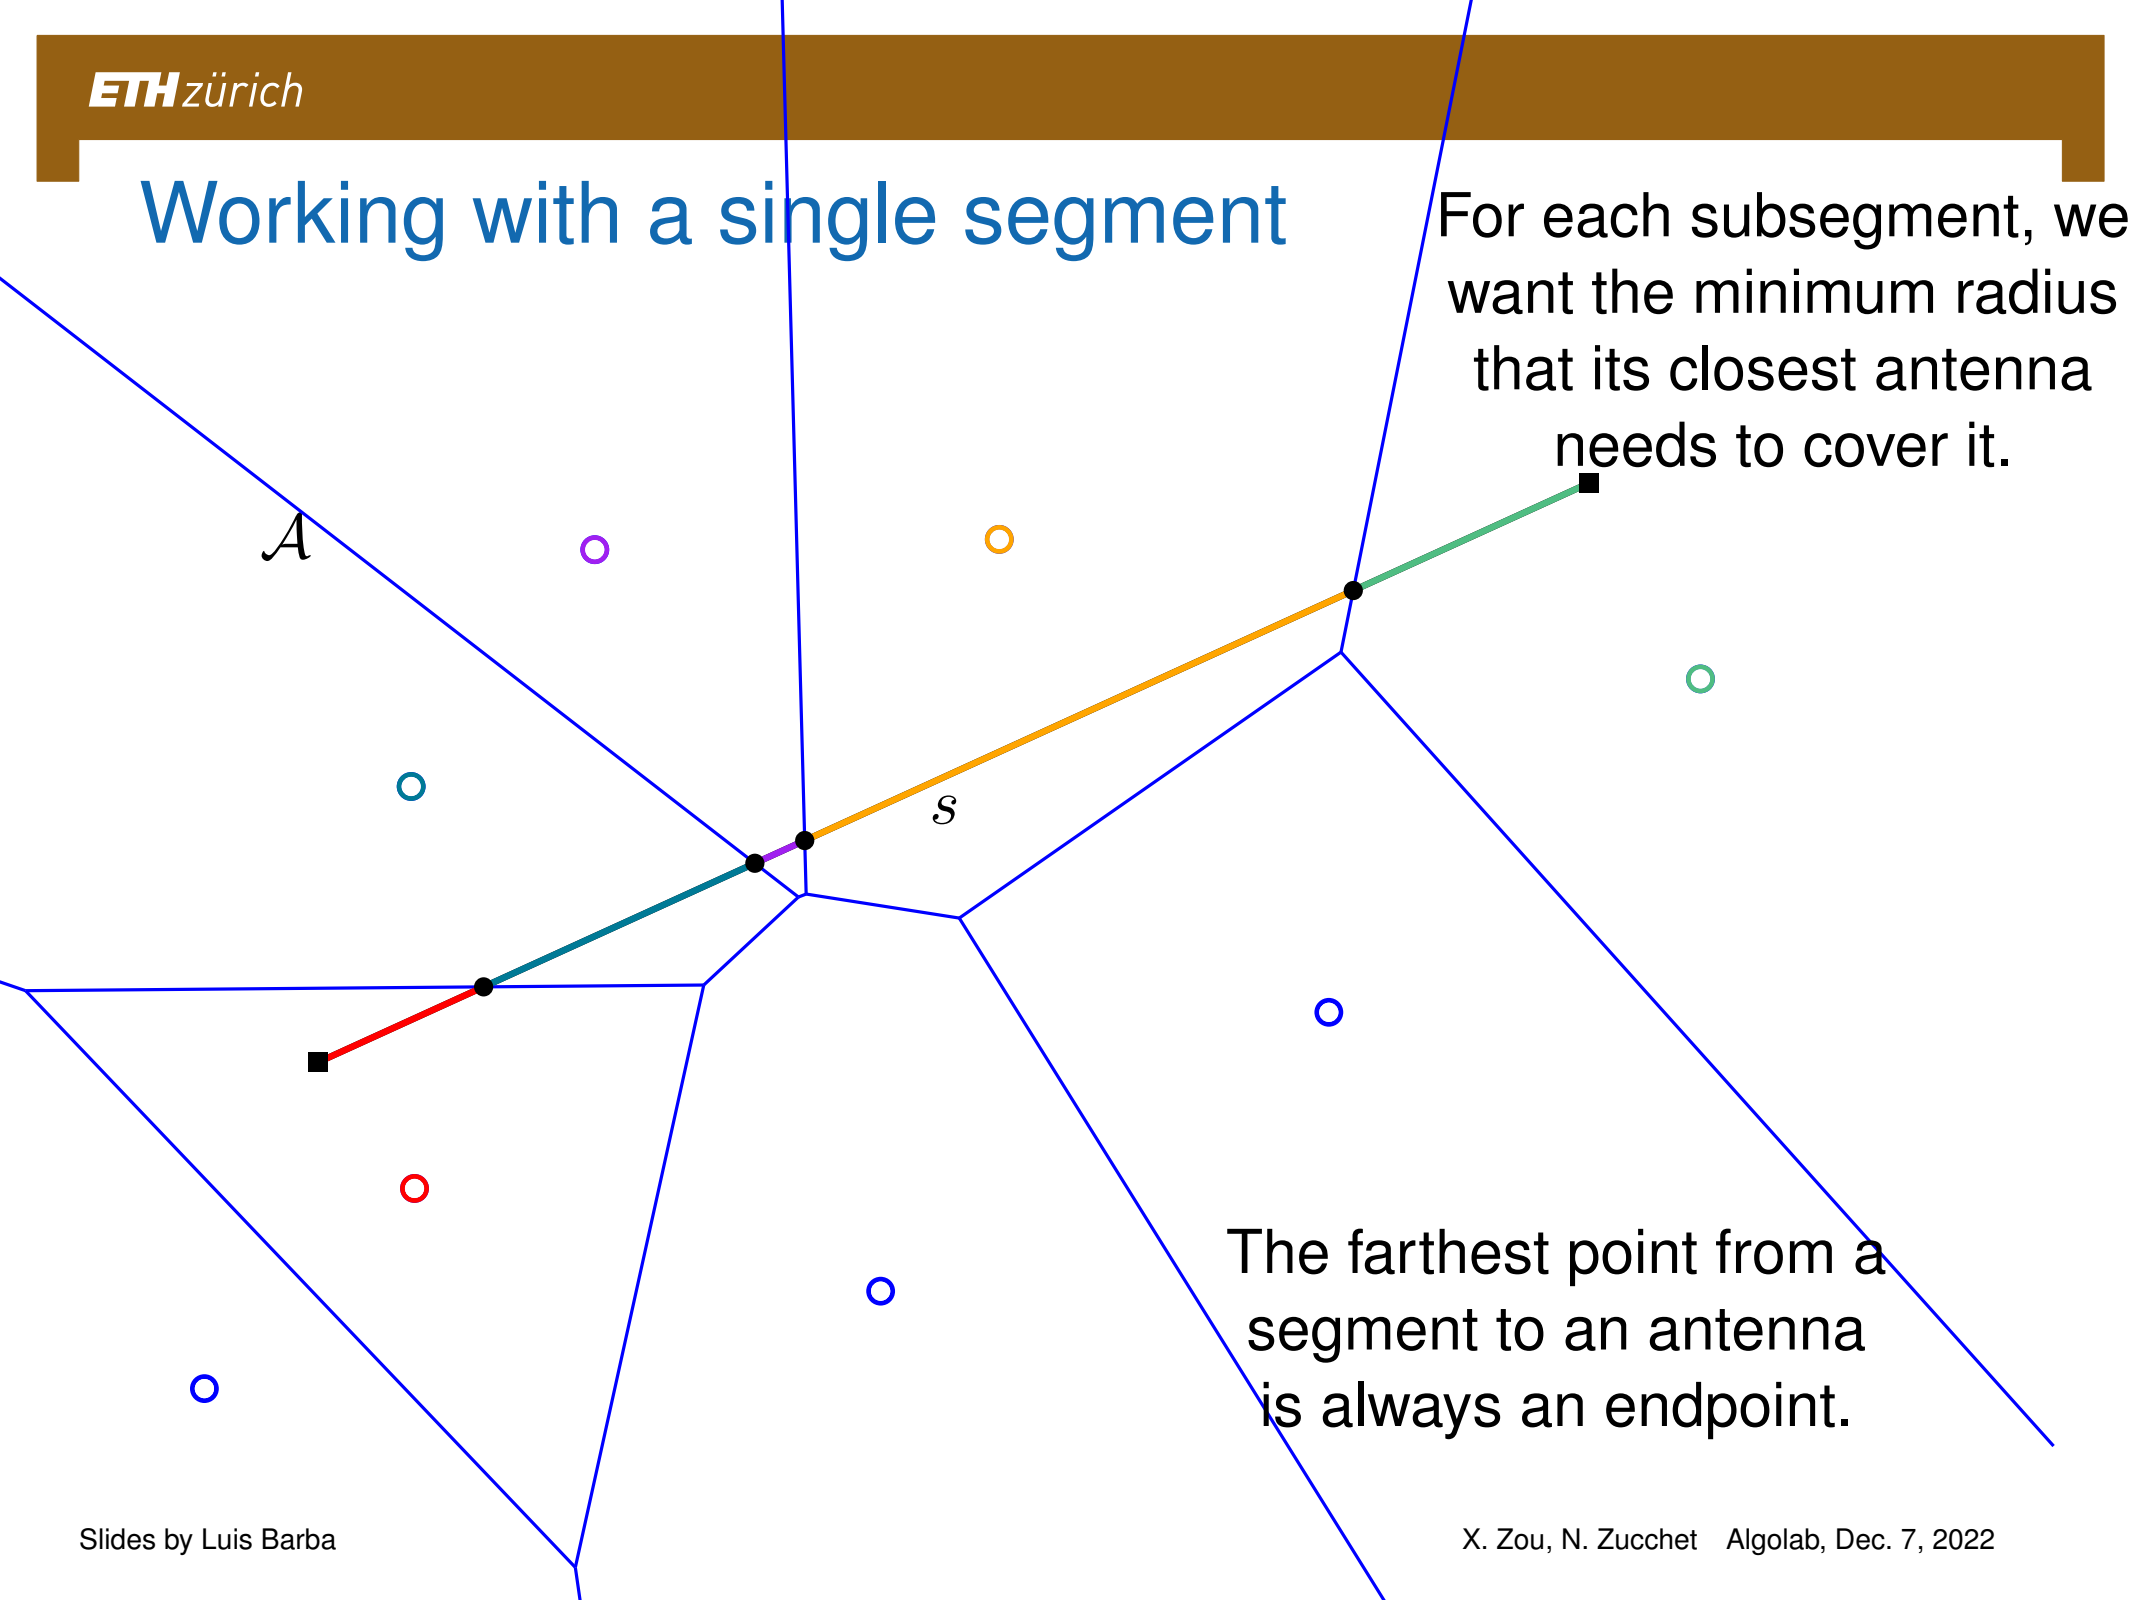 ETH zürich
Working with a single segment
For each subsegment, we
want the minimum radius
that its closest antenna
needs to cover it.
𝒜
s
The farthest point from a
segment to an antenna
is always an endpoint.
Slides by Luis Barba
X. Zou, N. Zucchet Algolab, Dec. 7, 2022